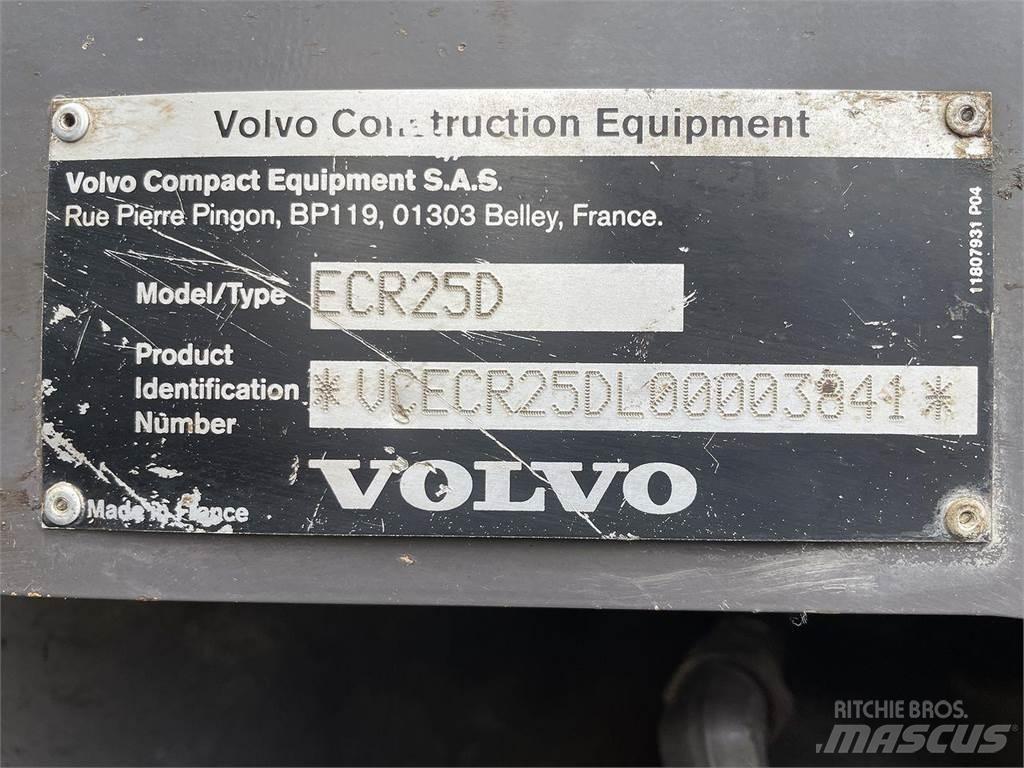 Volvo Construction Equipment
Volvo Compact Equipment S.A.S.
Rue Pierre Pingon, BP119, 01303 Belley, France.
11807931 P04
Model/Type ECR25D
Product
Identification *VCECR25DL00003841*
Number
VOLVO
Made in France
RITCHIE BROS.
MASCUS